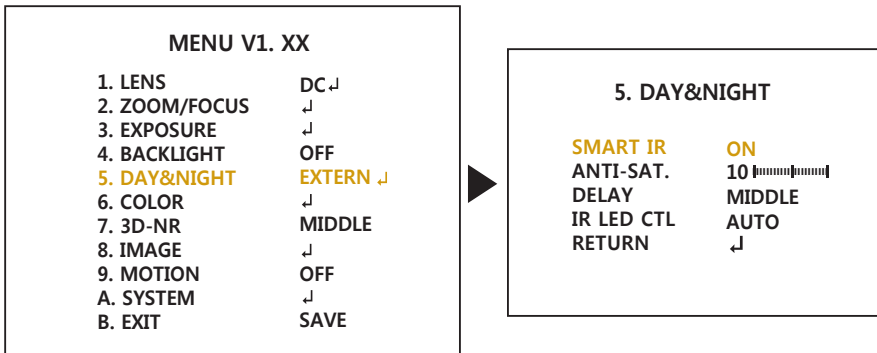 MENU V1. XX
1. LENS DC↲
2. ZOOM/FOCUS ↲
3. EXPOSURE ↲
4. BACKLIGHT OFF
5. DAY&NIGHT EXTERN ↲
6. COLOR ↲
7. 3D-NR MIDDLE
8. IMAGE ↲
9. MOTION OFF
A. SYSTEM ↲
B. EXIT SAVE
5. DAY&NIGHT
SMART IR ON
ANTI-SAT. 10
DELAY MIDDLE
IR LED CTL AUTO
RETURN ↲